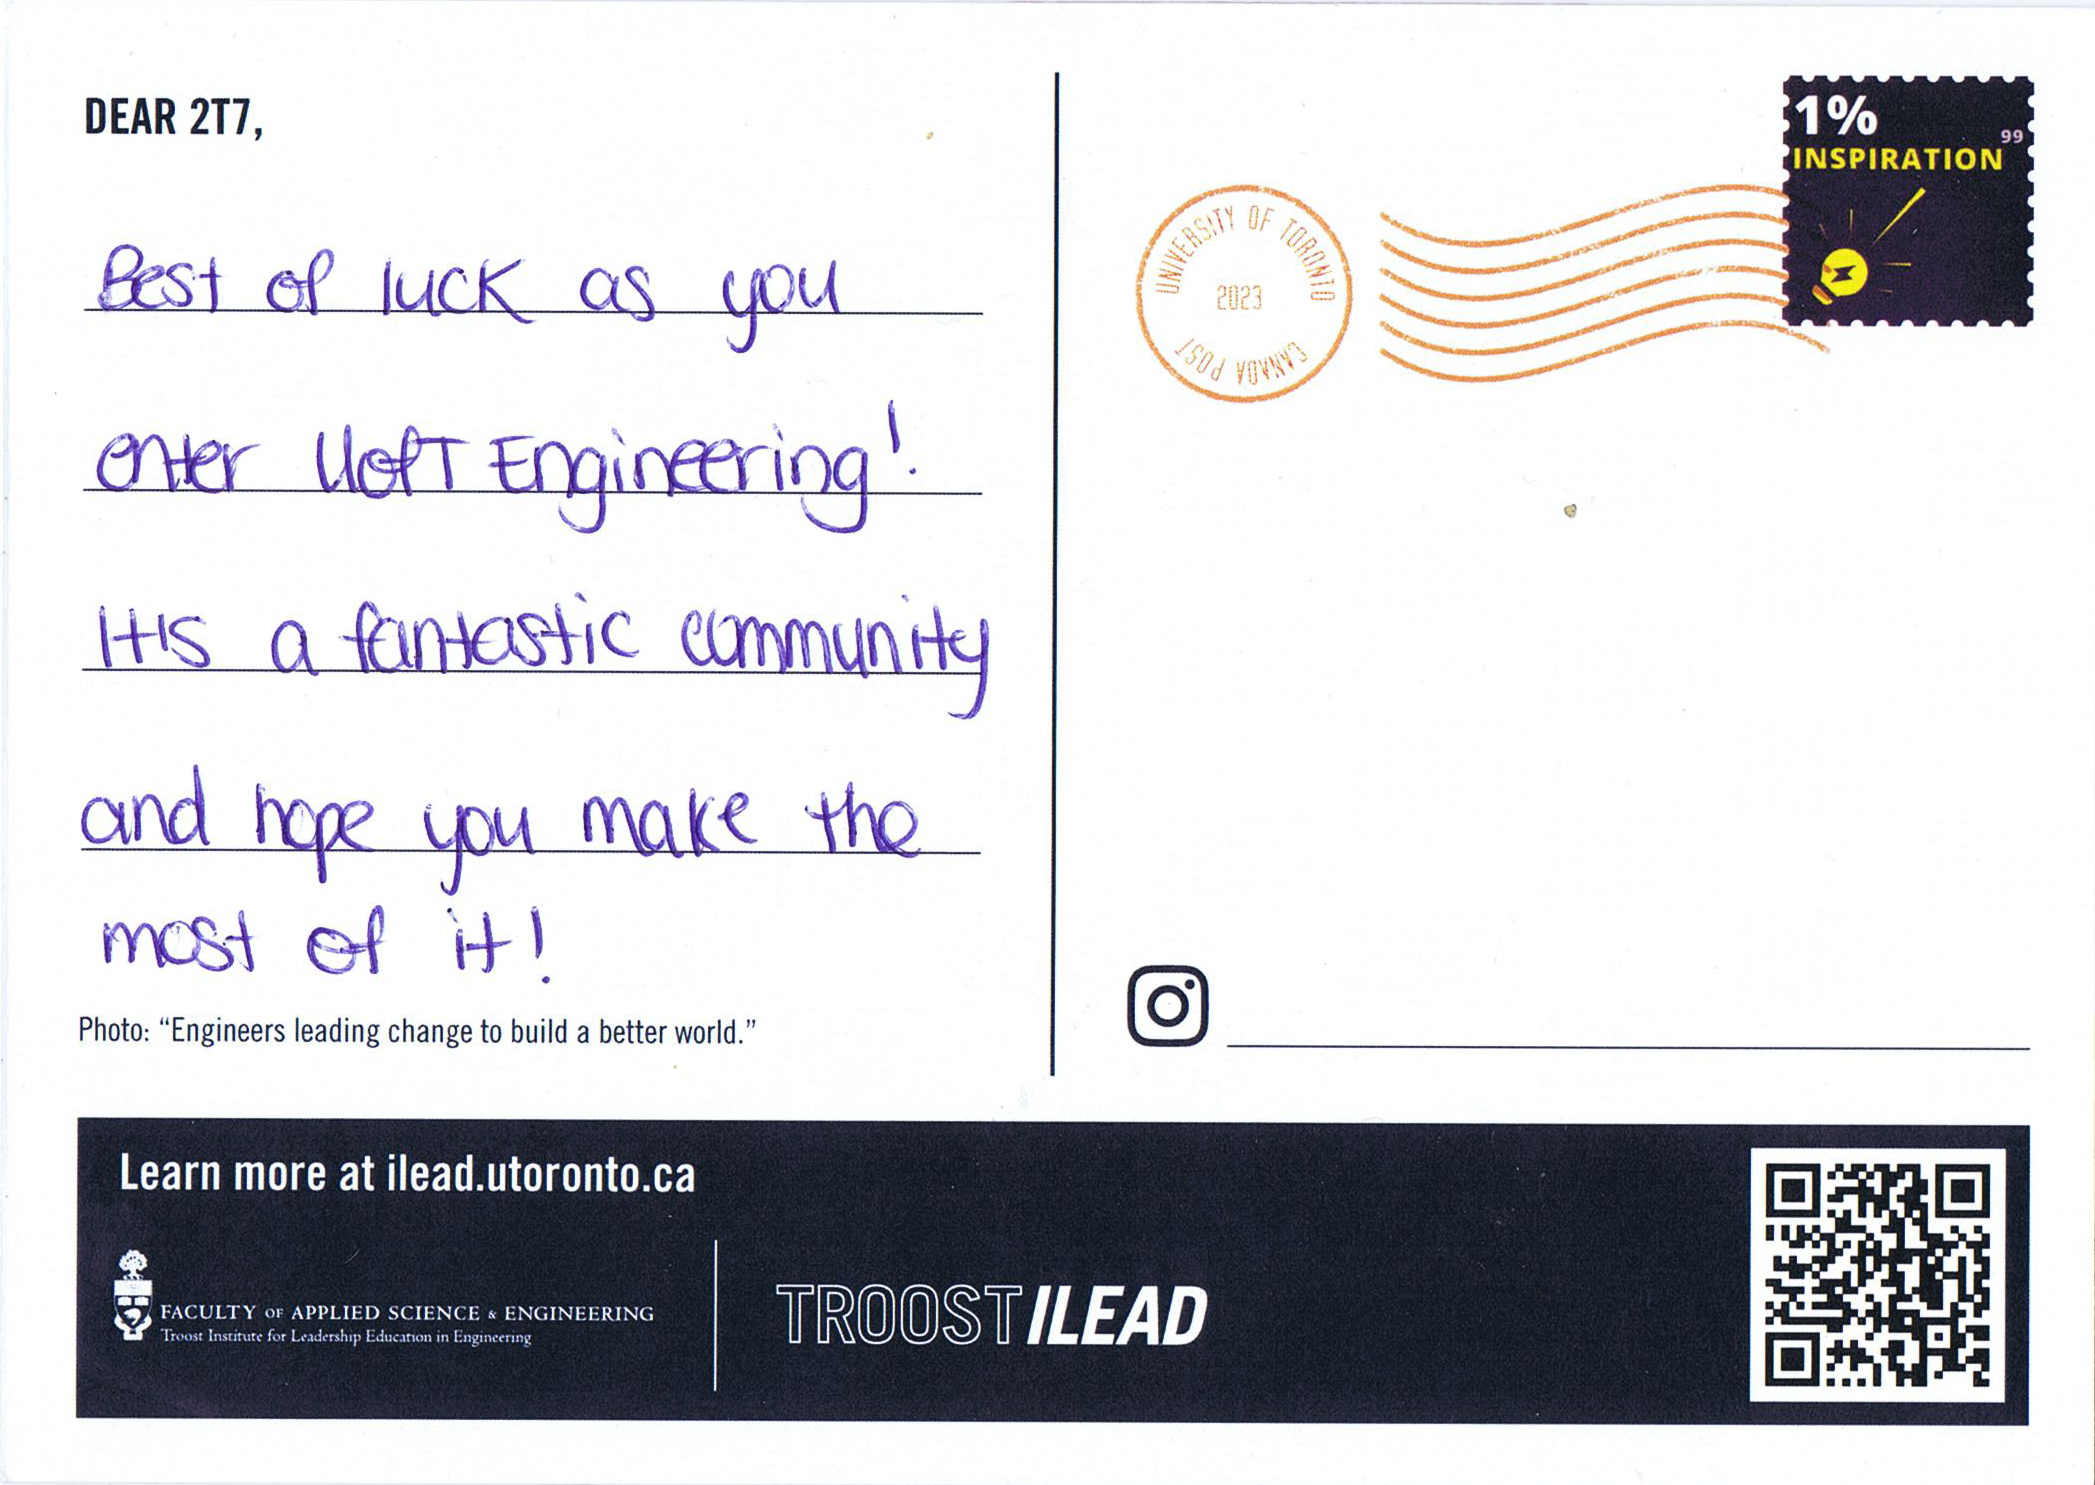 DEAR 2T7,
Best of luck as you
enter UofT Engineering!
It is a fantastic community
and hope you make the
most of it!
Photo: “Engineers leading change to build a better world.”
1%
99
INSPIRATION
UNIVERSITY OF TORONTO
2023
CANADA POST
Learn more at ilead.utoronto.ca
FACULTY OF APPLIED SCIENCE & ENGINEERING
Troost Institute for Leadership Education in Engineering
TROOST ILEAD